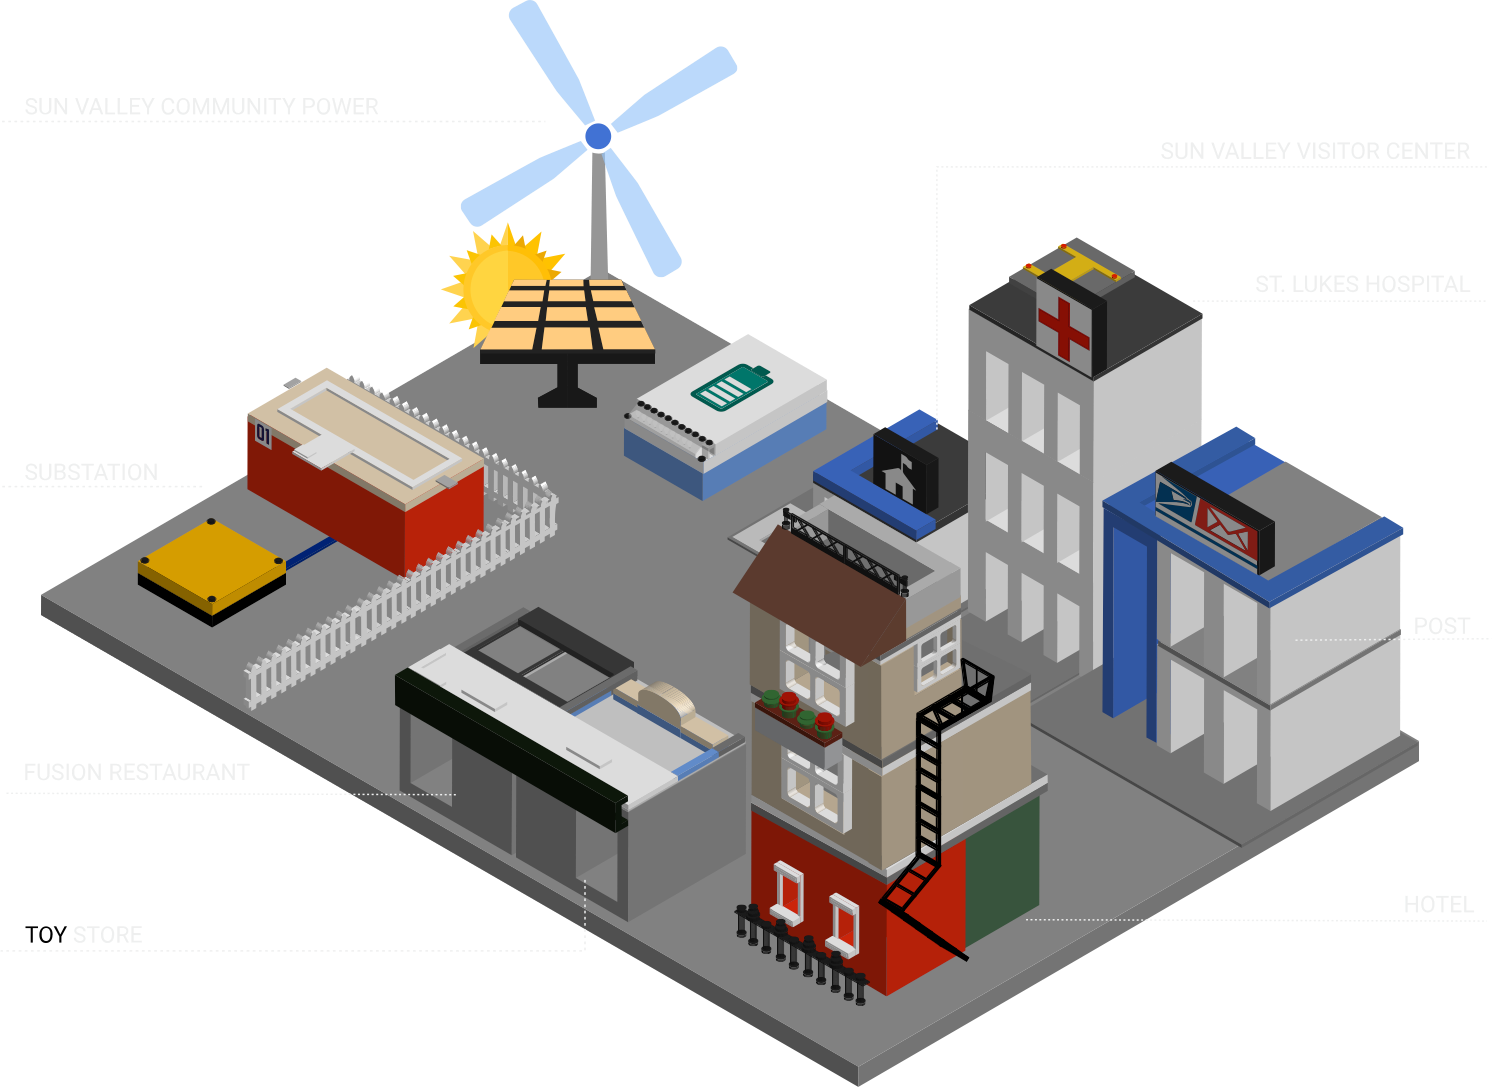 SUN VALLEY COMMUNITY POWER
SUN VALLEY VISITOR CENTER
ST. LUKES HOSPITAL
01
SUBSTATION
POST
FUSION RESTAURANT
HOTEL
TOY STORE